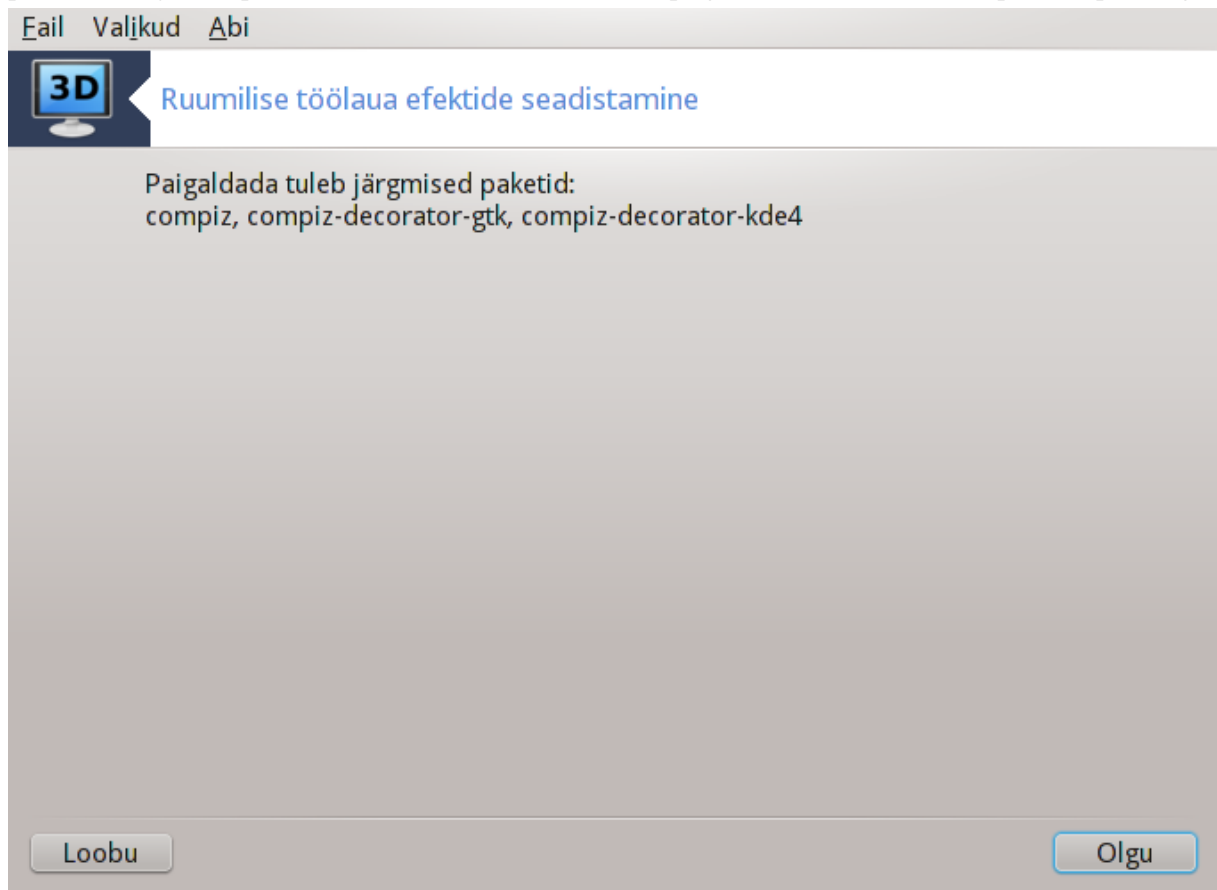 Fail Valikud Abi
3D
Ruumilise töölaua efektide seadistamine
Paigaldada tuleb järgmised paketid:
compiz, compiz-decorator-gtk, compiz-decorator-kde4
Loobu
Olgu